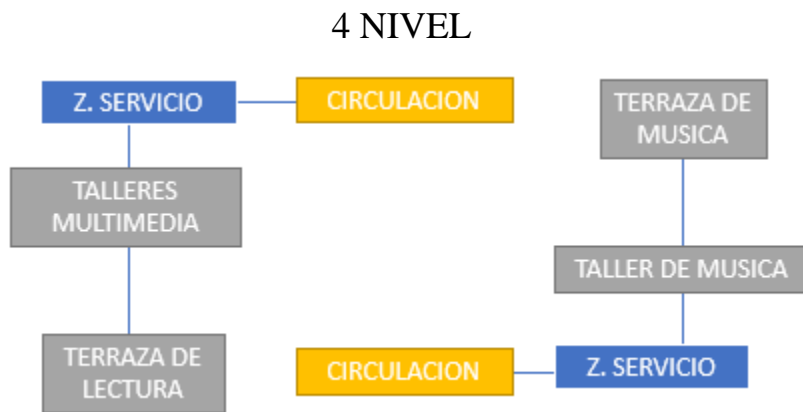 4 NIVEL
Z. SERVICIO
CIRCULACION
TERRAZA DE
MUSICA
TALLERES
MULTIMEDIA
TALLER DE MUSICA
TERRAZA DE
LECTURA
CIRCULACION
Z. SERVICIO